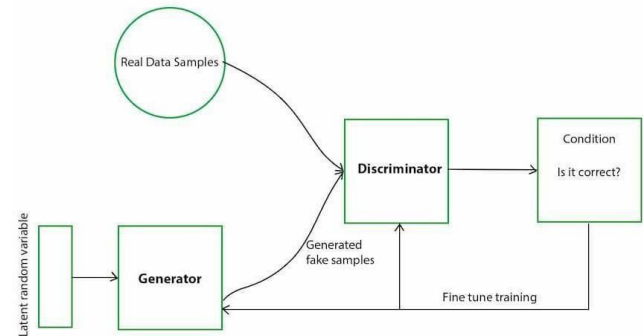 Real Data Samples
Condition
Is it correct?
Discriminator
Latent random variable
Generator
Generated
fake samples
Fine tune training